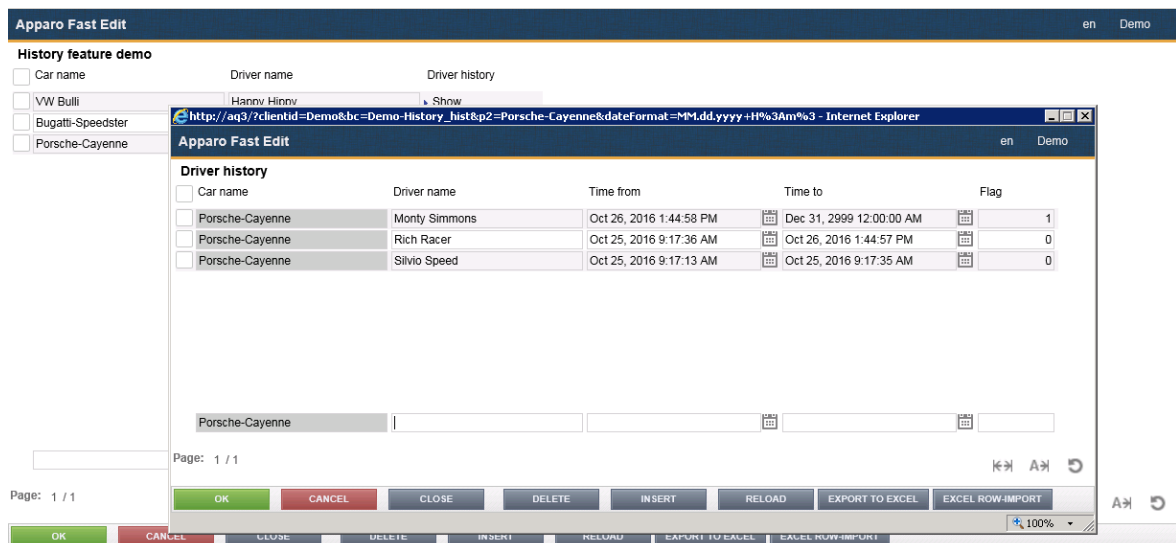 Apparo Fast Edit en Demo
History feature demo
Car name Driver name Driver history
VW Bulli Happy Hippy Show
Bugatti-Speedster
Porsche-Cayenne
http://aq3/?clientid=Demo&bc=Demo-History_hist&p2=Porsche-Cayenne&dateFormat=MM.dd.yyyy+H%3Am%3 - Internet Explorer
Apparo Fast Edit en Demo
Driver history
Car name Driver name Time from Time to Flag
Porsche-Cayenne Monty Simmons Oct 26, 2016 1:44:58 PM Dec 31, 2999 12:00:00 AM 1
Porsche-Cayenne Rich Racer Oct 25, 2016 9:17:36 AM Oct 26, 2016 1:44:57 PM 0
Porsche-Cayenne Silvio Speed Oct 25, 2016 9:17:13 AM Oct 25, 2016 9:17:35 AM 0
Porsche-Cayenne
Page: 1 / 1
OK CANCEL CLOSE DELETE INSERT RELOAD EXPORT TO EXCEL EXCEL ROW-IMPORT
100%
Page: 1 / 1
OK CANCEL CLOSE DELETE INSERT RELOAD EXPORT TO EXCEL EXCEL ROW-IMPORT